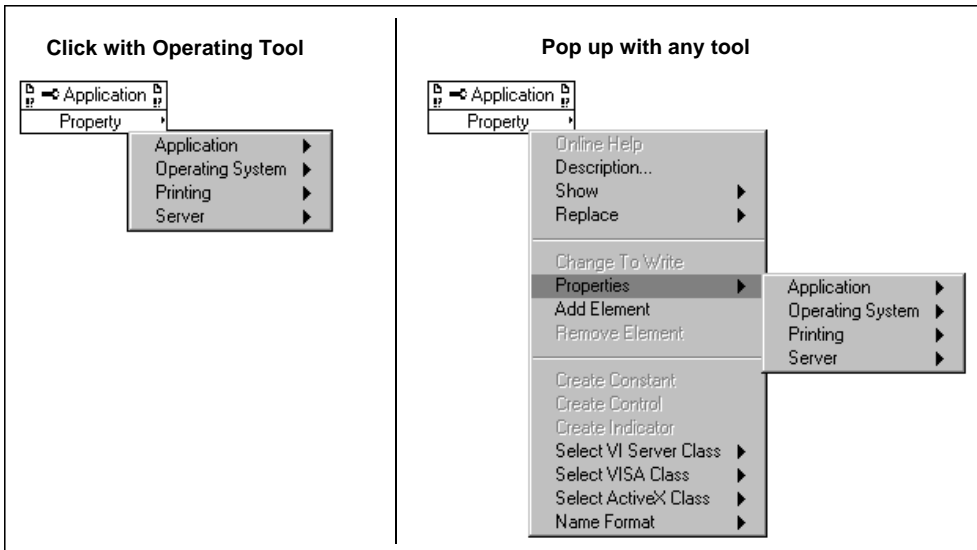 Click with Operating Tool
Application
Property
Application
Operating System
Printing
Server
Pop up with any tool
Application
Property
Online Help
Description...
Show
Replace
Change To Write
Properties
Add Element
Remove Element
Create Constant
Create Control
Create Indicator
Select VI Server Class
Select VISA Class
Select ActiveX Class
Name Format
Application
Operating System
Printing
Server